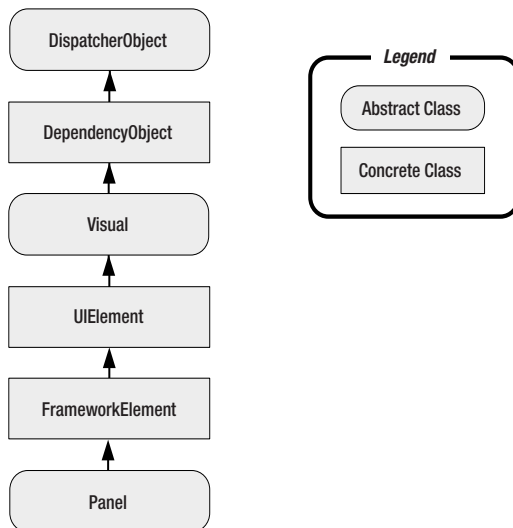 DispatcherObject
DependencyObject
Visual
UIElement
FrameworkElement
Panel
Legend
Abstract Class
Concrete Class